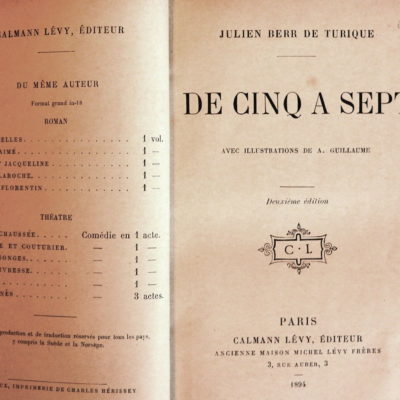 CALMANN LÉVY, ÉDITEUR
DU MÊME AUTEUR
Format grand in-18
ROMAN
ELLES 1 vol.
AIMÉ 1 —
JACQUELINE 1 —
LAROCHE 1 —
FLORENTIN 1 —
THÉATRE
CHAUSSÉE Comédie en 1 acte.
E ET COUTURIER — 1 —
SONGES — 1 —
UVRESSE — 1 —
— 1 —
NÉS — 3 actes.
production et de traduction réservés pour tous les pays,
y compris la Suède et la Norvège.
UX, IMPRIMERIE DE CHARLES HÉRISSEY
JULIEN BERR DE TURIQUE
DE CINQ A SEPT
AVEC ILLUSTRATIONS DE A. GUILLAUME
Deuxième édition
C · L
PARIS
CALMANN LÉVY, ÉDITEUR
ANCIENNE MAISON MICHEL LÉVY FRÈRES
3, RUE AUBER, 3
1894